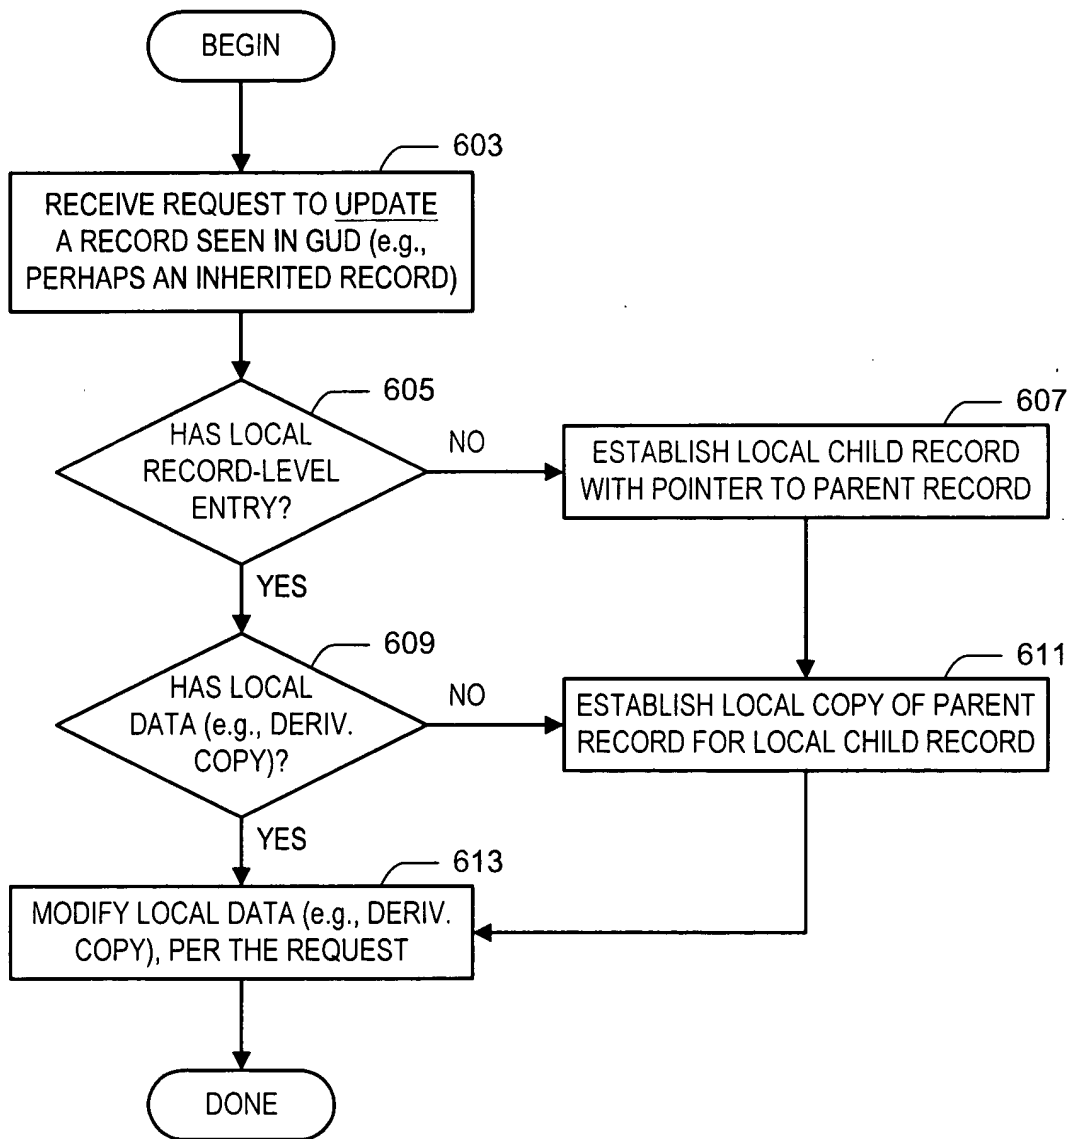 BEGIN
603
RECEIVE REQUEST TO UPDATE
A RECORD SEEN IN GUD (e.g.,
PERHAPS AN INHERITED RECORD)
605
HAS LOCAL
RECORD-LEVEL
ENTRY?
NO
607
ESTABLISH LOCAL CHILD RECORD
WITH POINTER TO PARENT RECORD
YES
609
HAS LOCAL
DATA (e.g., DERIV.
COPY)?
NO
611
ESTABLISH LOCAL COPY OF PARENT
RECORD FOR LOCAL CHILD RECORD
YES
613
MODIFY LOCAL DATA (e.g., DERIV.
COPY), PER THE REQUEST
DONE